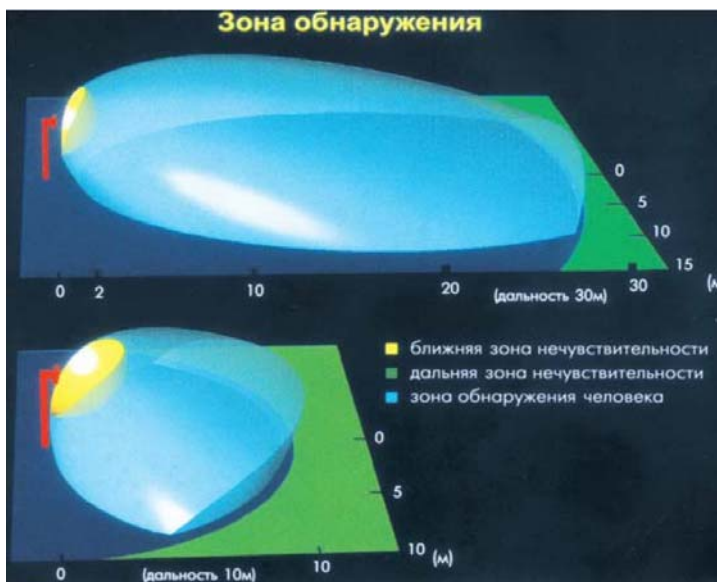 Зона обнаружения
0
5
10
15
0 2 10 20 (дальность 30м) 30 (м
ближняя зона нечувствительности
дальняя зона нечувствительности
зона обнаружения человека
0
5
10 (м)
0 (дальность 10м) 10